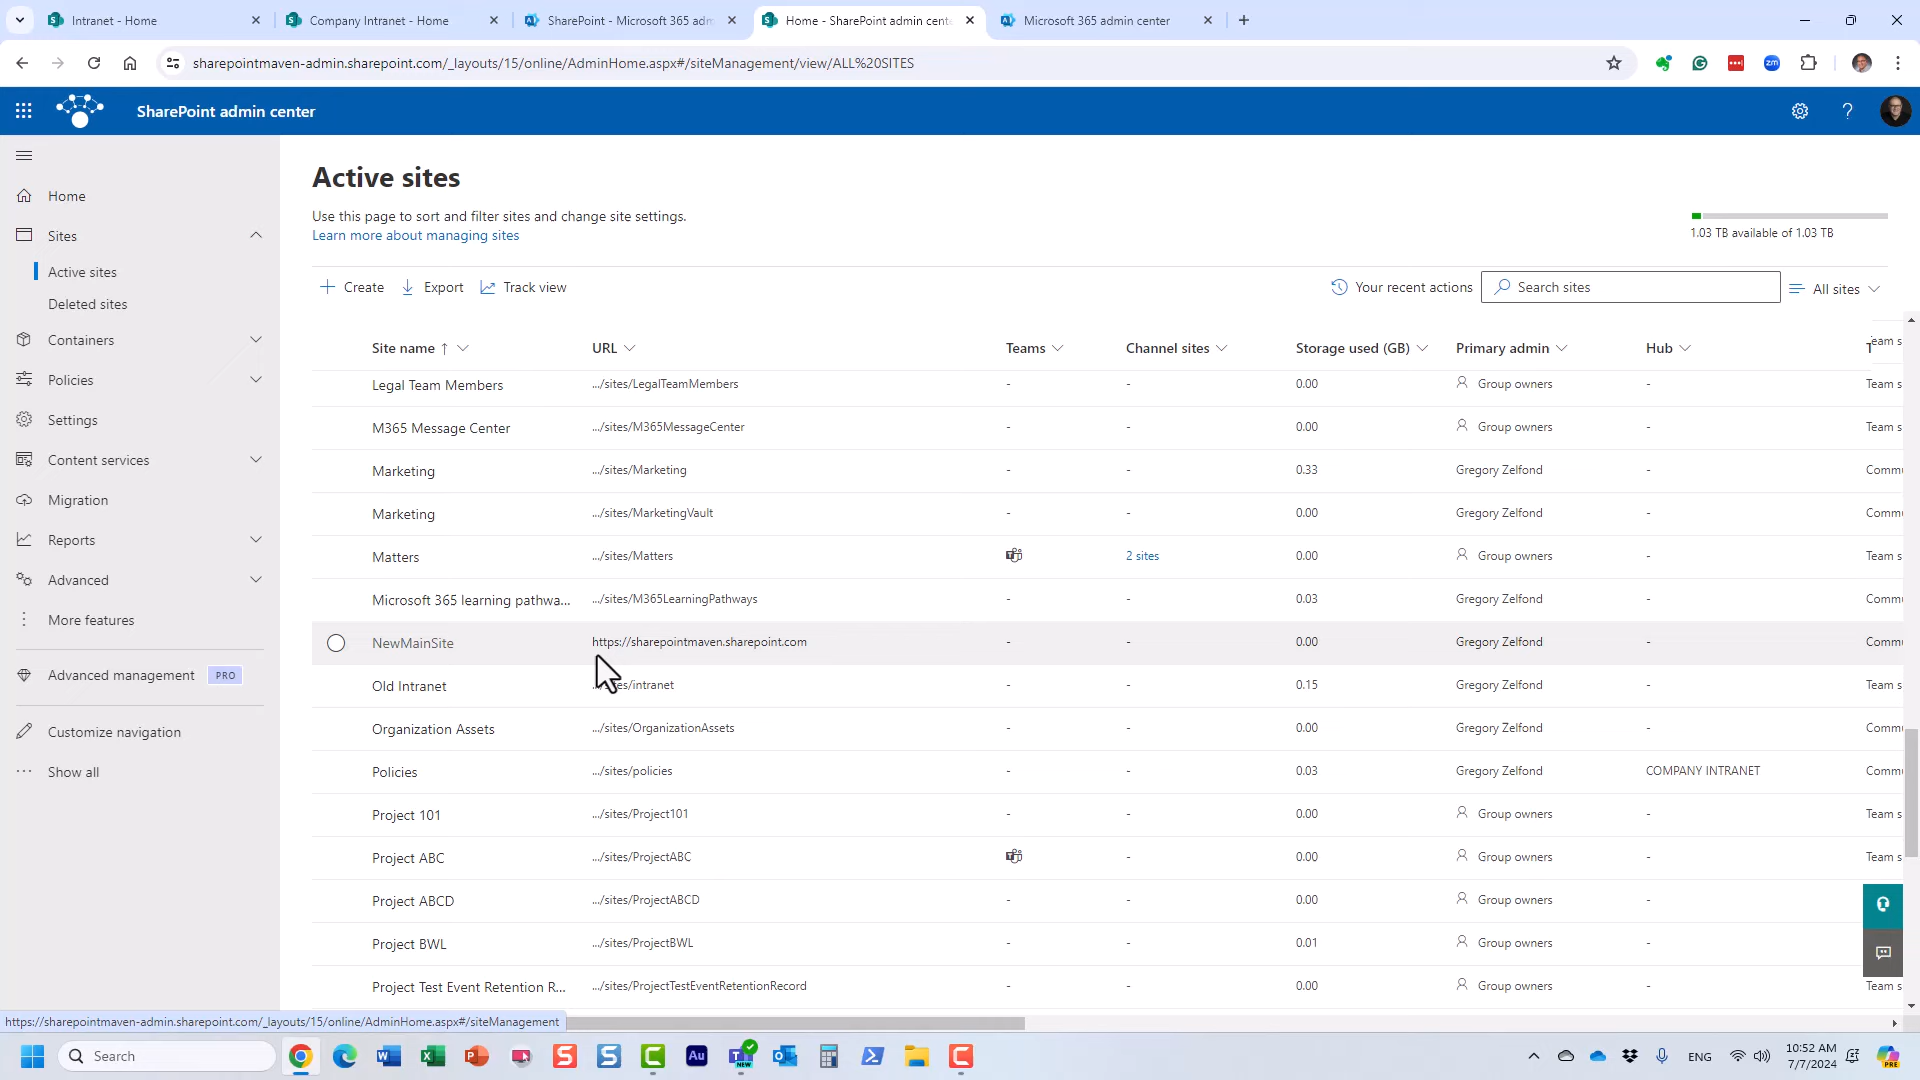 Intranet - Home
Company Intranet - Home
SharePoint - Microsoft 365 adm
Home - SharePoint admin cente
Microsoft 365 admin center
sharepointmaven-admin.sharepoint.com/_layouts/15/online/AdminHome.aspx#/siteManagement/view/ALL%20SITES
SharePoint admin center
Home
Sites
Active sites
Deleted sites
Containers
Policies
Settings
Content services
Migration
Reports
Advanced
More features
Advanced management PRO
Customize navigation
Show all
Active sites
Use this page to sort and filter sites and change site settings.
Learn more about managing sites
1.03 TB available of 1.03 TB
Create Export Track view Your recent actions Search sites All sites
Site name ↑ URL Teams Channel sites Storage used (GB) Primary admin Hub T
Team s
Legal Team Members .../sites/LegalTeamMembers - - 0.00 Group owners - Team s
M365 Message Center .../sites/M365MessageCenter - - 0.00 Group owners - Team s
Marketing .../sites/Marketing - - 0.33 Gregory Zelfond - Commu
Marketing .../sites/MarketingVault - - 0.00 Gregory Zelfond - Commu
Matters .../sites/Matters 2 sites 0.00 Group owners - Team s
Microsoft 365 learning pathwa... .../sites/M365LearningPathways - - 0.03 Gregory Zelfond - Commu
NewMainSite https://sharepointmaven.sharepoint.com - - 0.00 Gregory Zelfond - Commu
Old Intranet /intranet - - 0.15 Gregory Zelfond - Team s
Organization Assets .../sites/OrganizationAssets - - 0.00 Gregory Zelfond - Commu
Policies .../sites/policies - - 0.03 Gregory Zelfond COMPANY INTRANET Commu
Project 101 .../sites/Project101 - - 0.00 Group owners - Team s
Project ABC .../sites/ProjectABC - 0.00 Group owners - Team s
Project ABCD .../sites/ProjectABCD - - 0.00 Group owners -
Project BWL .../sites/ProjectBWL - - 0.01 Group owners -
Project Test Event Retention R... .../sites/ProjectTestEventRetentionRecord - - 0.00 Group owners - Team s
https://sharepointmaven-admin.sharepoint.com/_layouts/15/online/AdminHome.aspx#/siteManagement
Search
ENG
10:52 AM
7/7/2024